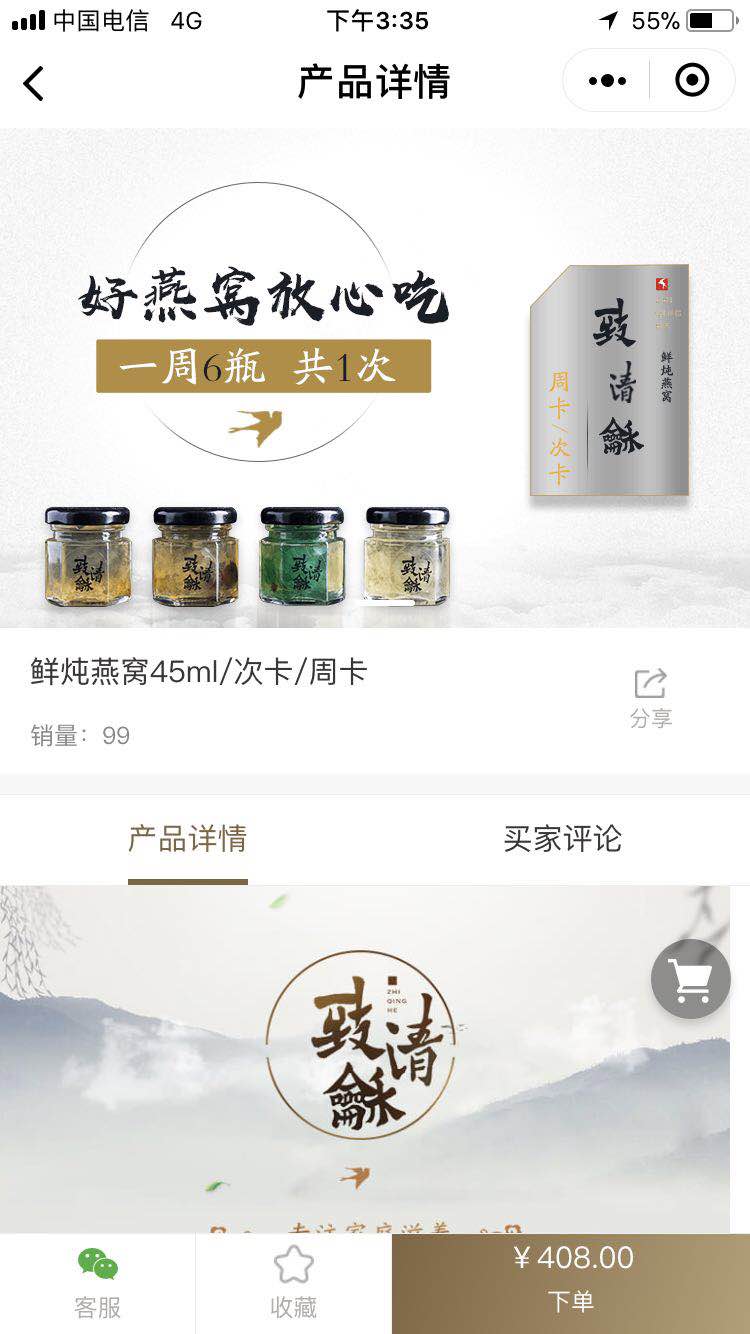 中国电信 4G 下午3:35 55%
产品详情
好燕窝放心吃
一周6瓶 共1次
致清龢
鲜炖燕窝
周卡/次卡
致清龢
致清龢
致清龢
致清龢
鲜炖燕窝45ml/次卡/周卡
销量：99
分享
产品详情
买家评论
致清龢
ZHI
QING
HE
客服
收藏
￥408.00
下单